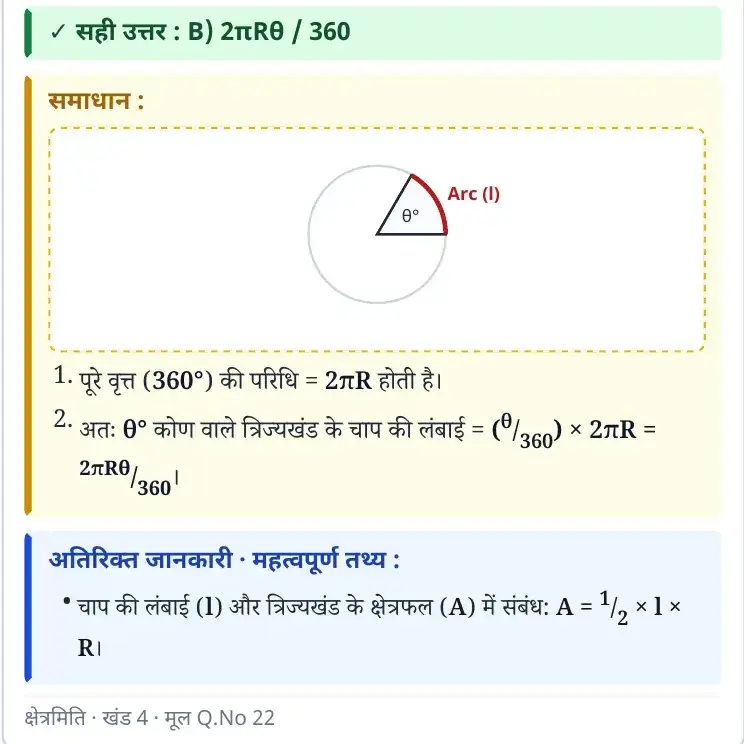 ✓ सही उत्तर : B) 2πRθ / 360
समाधान :
Arc (l)
θ°
1. पूरे वृत्त (360°) की परिधि = 2πR होती है।
2. अतः θ° कोण वाले त्रिज्यखंड के चाप की लंबाई = (θ/360) × 2πR =
2πRθ/360।
अतिरिक्त जानकारी · महत्वपूर्ण तथ्य :
• चाप की लंबाई (l) और त्रिज्यखंड के क्षेत्रफल (A) में संबंध: A = 1/2 × l ×
R।
क्षेत्रमिति · खंड 4 · मूल Q.No 22